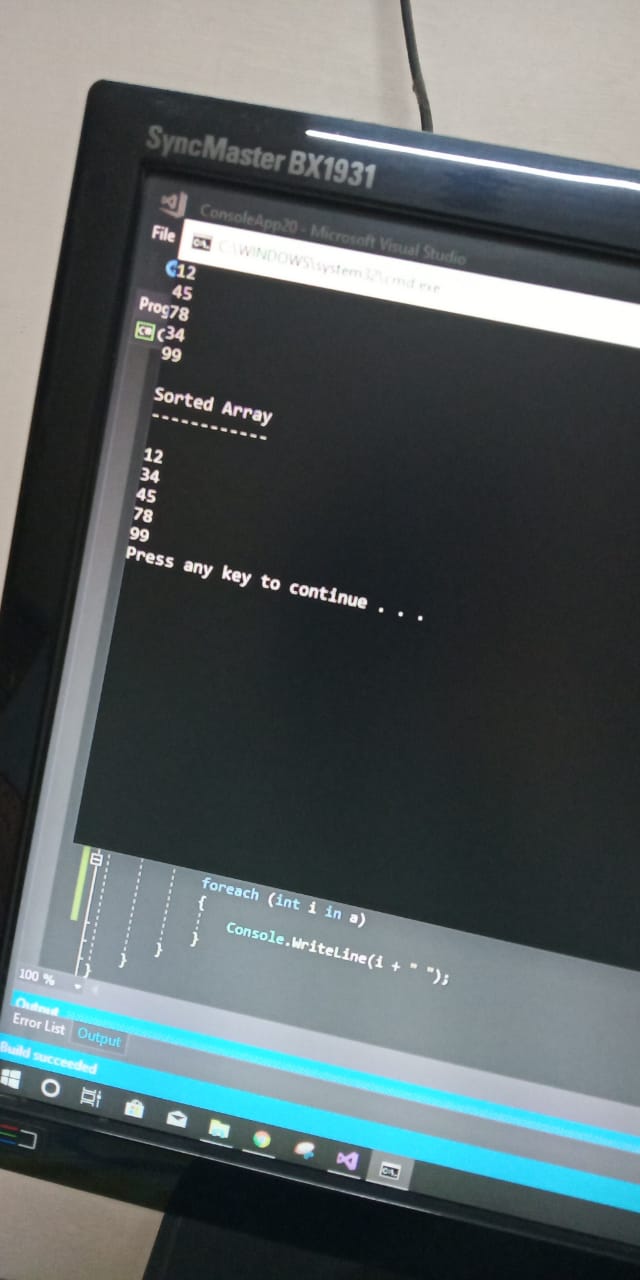 SyncMaster BX1931
ConsoleApp20 - Microsoft Visual Studio
File
C:\WINDOWS\system32\cmd.exe
12
45
Prog
78
34
99
Sorted Array
------------
12
34
45
78
99
Press any key to continue . . .
foreach (int i in a)
{
Console.WriteLine(i + " ");
}
}
}
}
100 %
Output
Error List
Output
Build succeeded